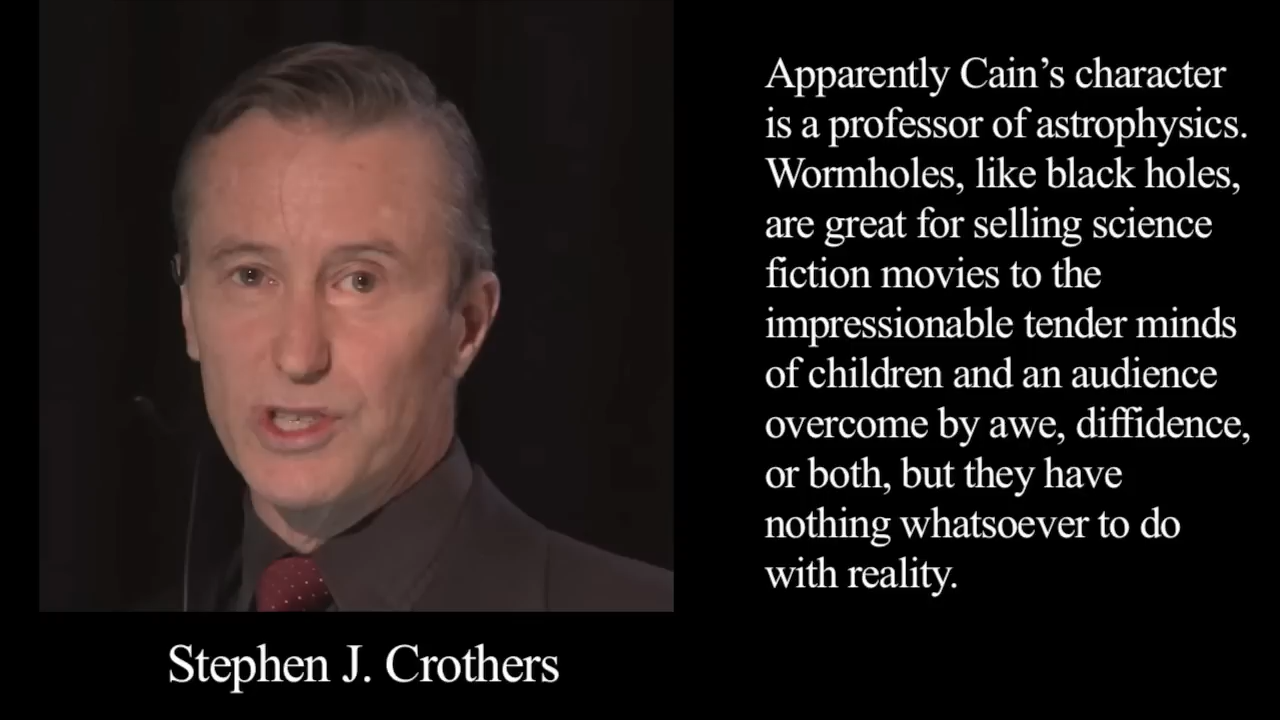 Apparently Cain’s character
is a professor of astrophysics.
Wormholes, like black holes,
are great for selling science
fiction movies to the
impressionable tender minds
of children and an audience
overcome by awe, diffidence,
or both, but they have
nothing whatsoever to do
with reality.
Stephen J. Crothers